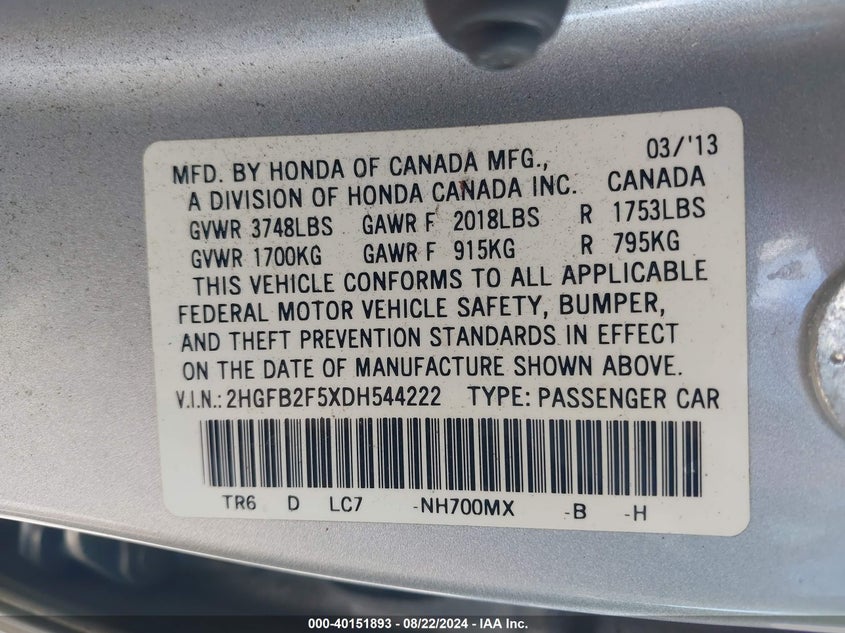 MFD. BY HONDA OF CANADA MFG., 03/'13
A DIVISION OF HONDA CANADA INC. CANADA
GVWR 3748LBS GAWR F 2018LBS R 1753LBS
GVWR 1700KG GAWR F 915KG R 795KG
THIS VEHICLE CONFORMS TO ALL APPLICABLE
FEDERAL MOTOR VEHICLE SAFETY, BUMPER,
AND THEFT PREVENTION STANDARDS IN EFFECT
ON THE DATE OF MANUFACTURE SHOWN ABOVE.
V.I.N.: 2HGFB2F5XDH544222 TYPE: PASSENGER CAR
TR6 D LC7 -NH700MX -B -H
000-40151893 - 08/22/2024 - IAA Inc.